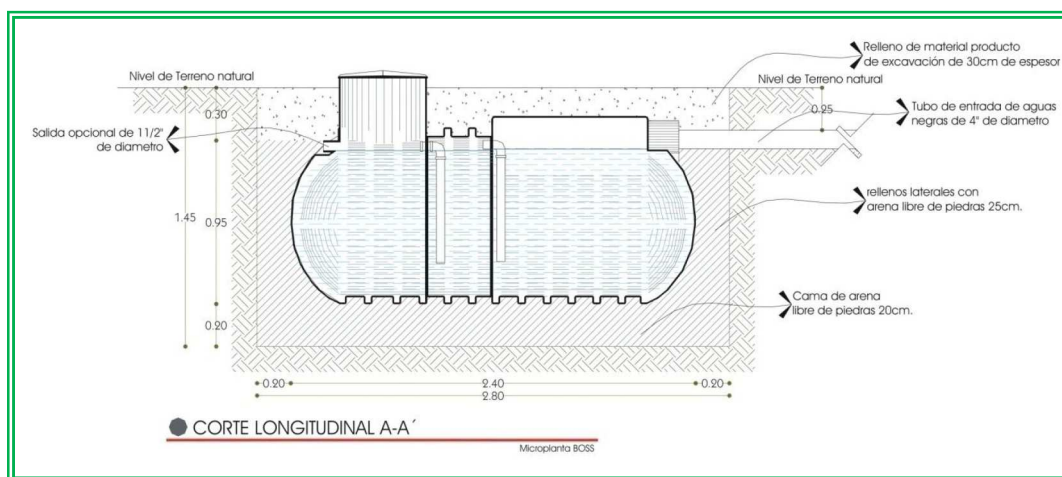 Relleno de material producto
de excavación de 30cm de espesor
Nivel de Terreno natural
Nivel de Terreno natural
0.30
0.25
Tubo de entrada de aguas
negras de 4" de diametro
Salida opcional de 11/2"
de diametro
rellenos laterales con
arena libre de piedras 25cm.
1.45
0.95
Cama de arena
libre de piedras 20cm.
0.20
0.20
2.40
0.20
2.80
CORTE LONGITUDINAL A-A´
Microplanta BOSS